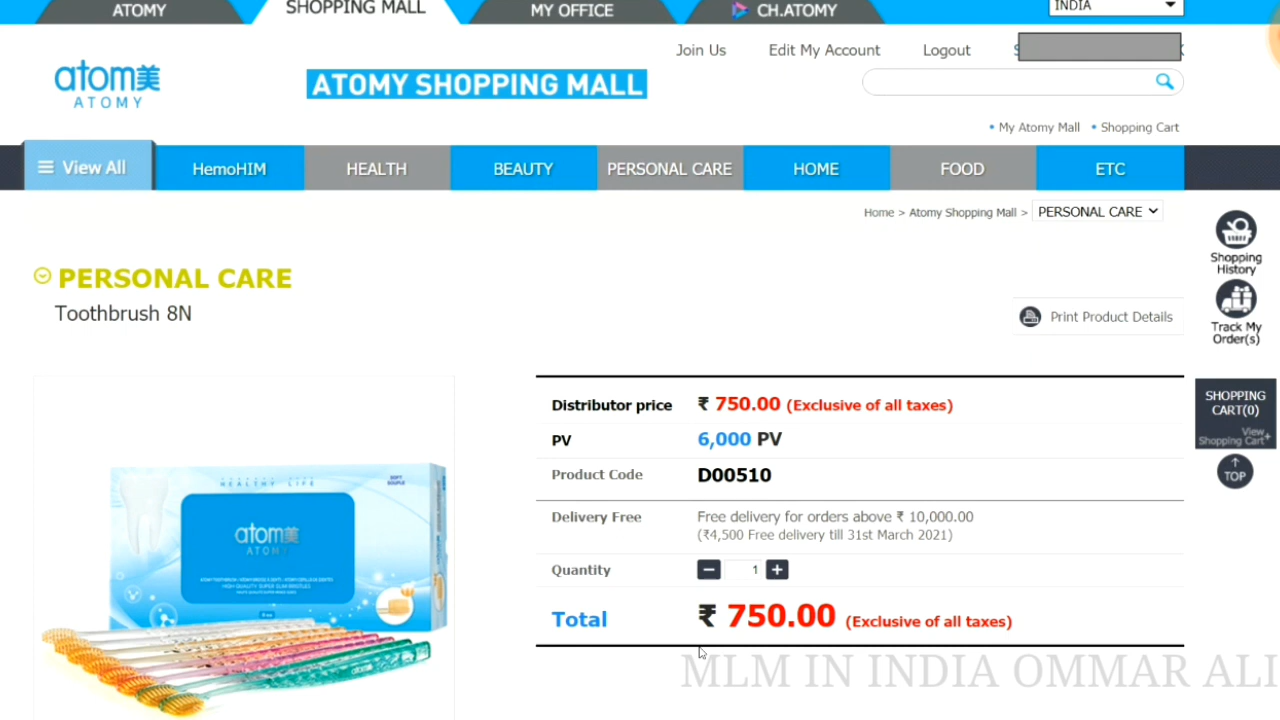 ATOMY
SHOPPING MALL
MY OFFICE
CH.ATOMY
INDIA
Join Us
Edit My Account
Logout
atom美
ATOMY
ATOMY SHOPPING MALL
My Atomy Mall
Shopping Cart
View All
HemoHIM
HEALTH
BEAUTY
PERSONAL CARE
HOME
FOOD
ETC
Home > Atomy Shopping Mall > PERSONAL CARE
PERSONAL CARE
Toothbrush 8N
Print Product Details
Shopping
History
Track My
Order(s)
SHOPPING
CART(0)
View
Shopping Cart
TOP
Distributor price ₹ 750.00 (Exclusive of all taxes)
PV 6,000 PV
Product Code D00510
Delivery Free Free delivery for orders above ₹ 10,000.00
(₹4,500 Free delivery till 31st March 2021)
Quantity 1
Total ₹ 750.00 (Exclusive of all taxes)
HEALTHY LIFE
SOFT
SOUPLE
atom美
ATOMY
MLM IN INDIA OMMAR ALI